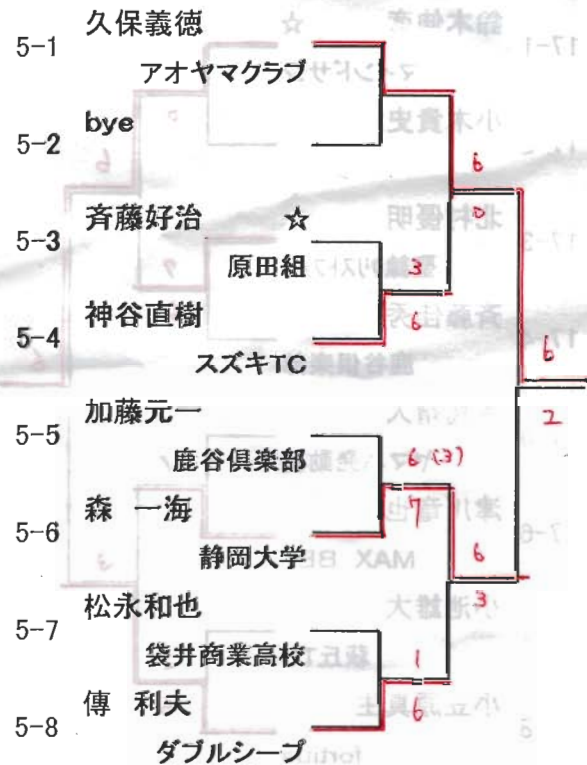 久保義徳
5-1
アオヤマクラブ
bye
5-2
6
0
斉藤好治 ☆
5-3
原田組 3
神谷直樹 6
5-4
スズキTC
6
2
加藤元一
5-5
鹿谷倶楽部 6 (3)
森 一海 7
5-6
静岡大学 6
3
松永和也
5-7
袋井商業高校 1
傳 利夫 6
5-8
ダブルシープ